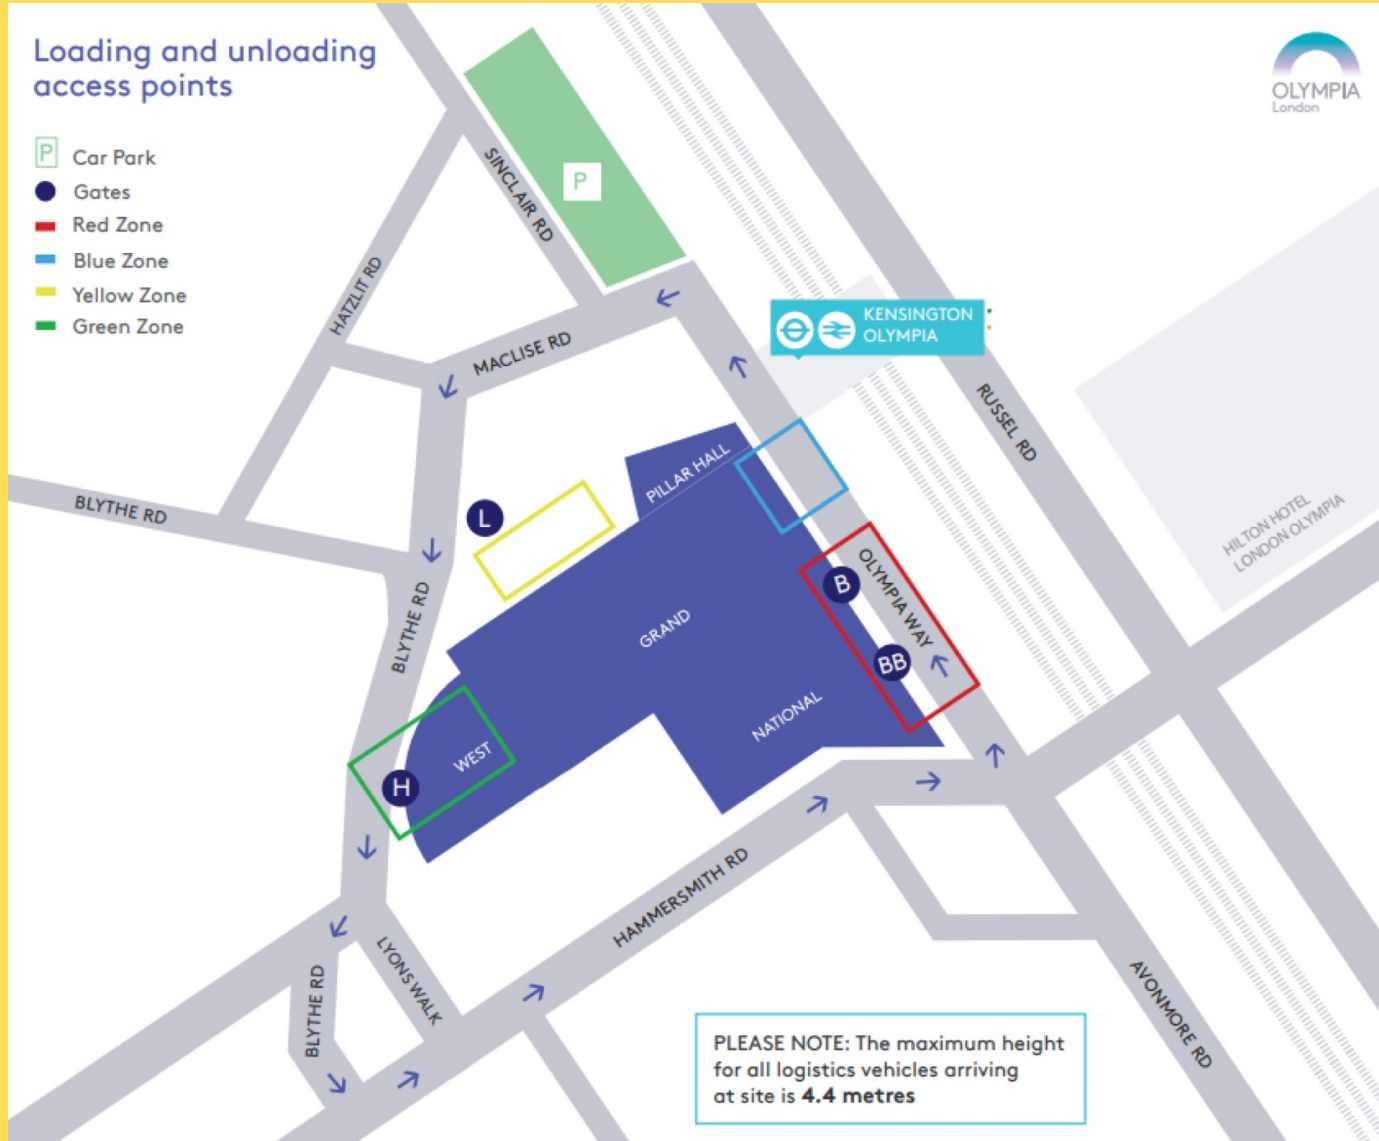 Loading and unloading
access points
OLYMPIA
London
P
Car Park
Gates
Red Zone
Blue Zone
Yellow Zone
Green Zone
P
SINCLAIR RD
HATZLIT RD
MACLISE RD
KENSINGTON
OLYMPIA
RUSSEL RD
HILTON HOTEL
LONDON OLYMPIA
BLYTHE RD
L
PILLAR HALL
BLYTHE RD
GRAND
B
OLYMPIA WAY
BB
NATIONAL
WEST
H
HAMMERSMITH RD
LYONS WALK
BLYTHE RD
AVONMORE RD
PLEASE NOTE: The maximum height
for all logistics vehicles arriving
at site is 4.4 metres